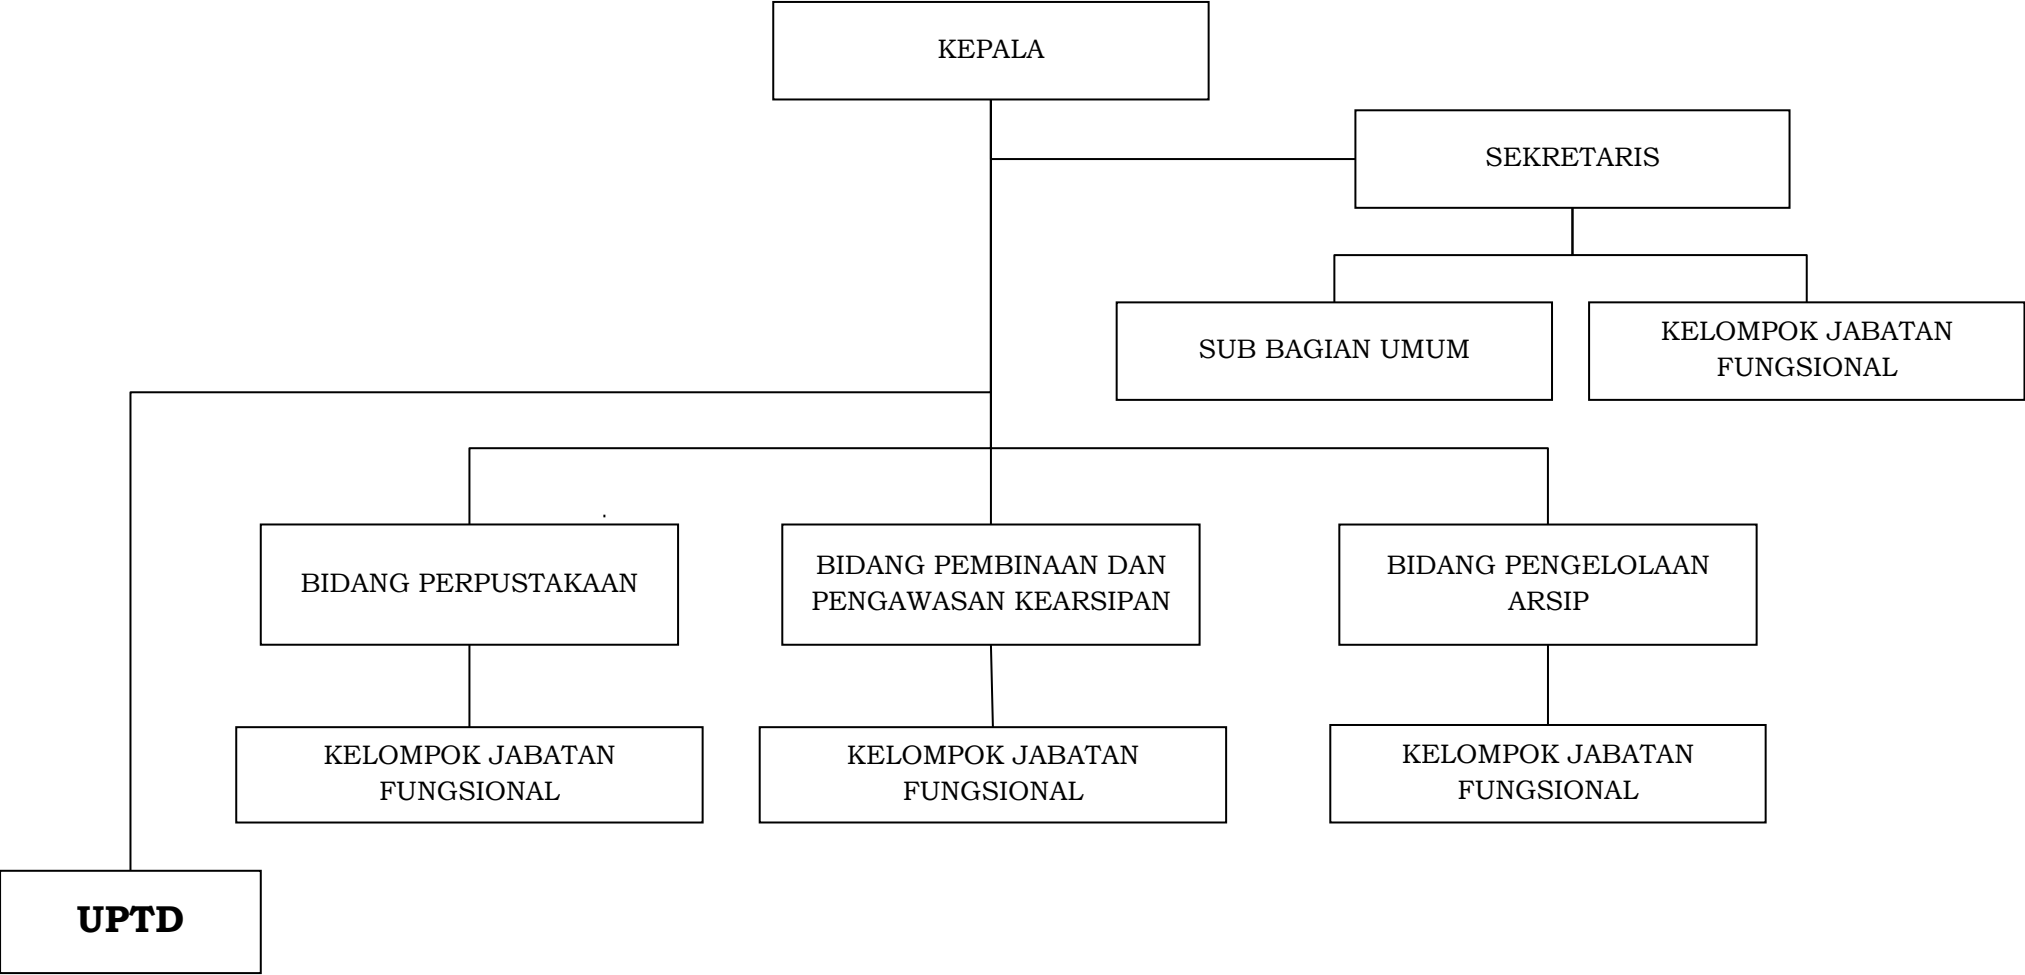 KEPALA
SEKRETARIS
SUB BAGIAN UMUM
KELOMPOK JABATAN
FUNGSIONAL
BIDANG PERPUSTAKAAN
BIDANG PEMBINAAN DAN
PENGAWASAN KEARSIPAN
BIDANG PENGELOLAAN
ARSIP
KELOMPOK JABATAN
FUNGSIONAL
KELOMPOK JABATAN
FUNGSIONAL
KELOMPOK JABATAN
FUNGSIONAL
UPTD